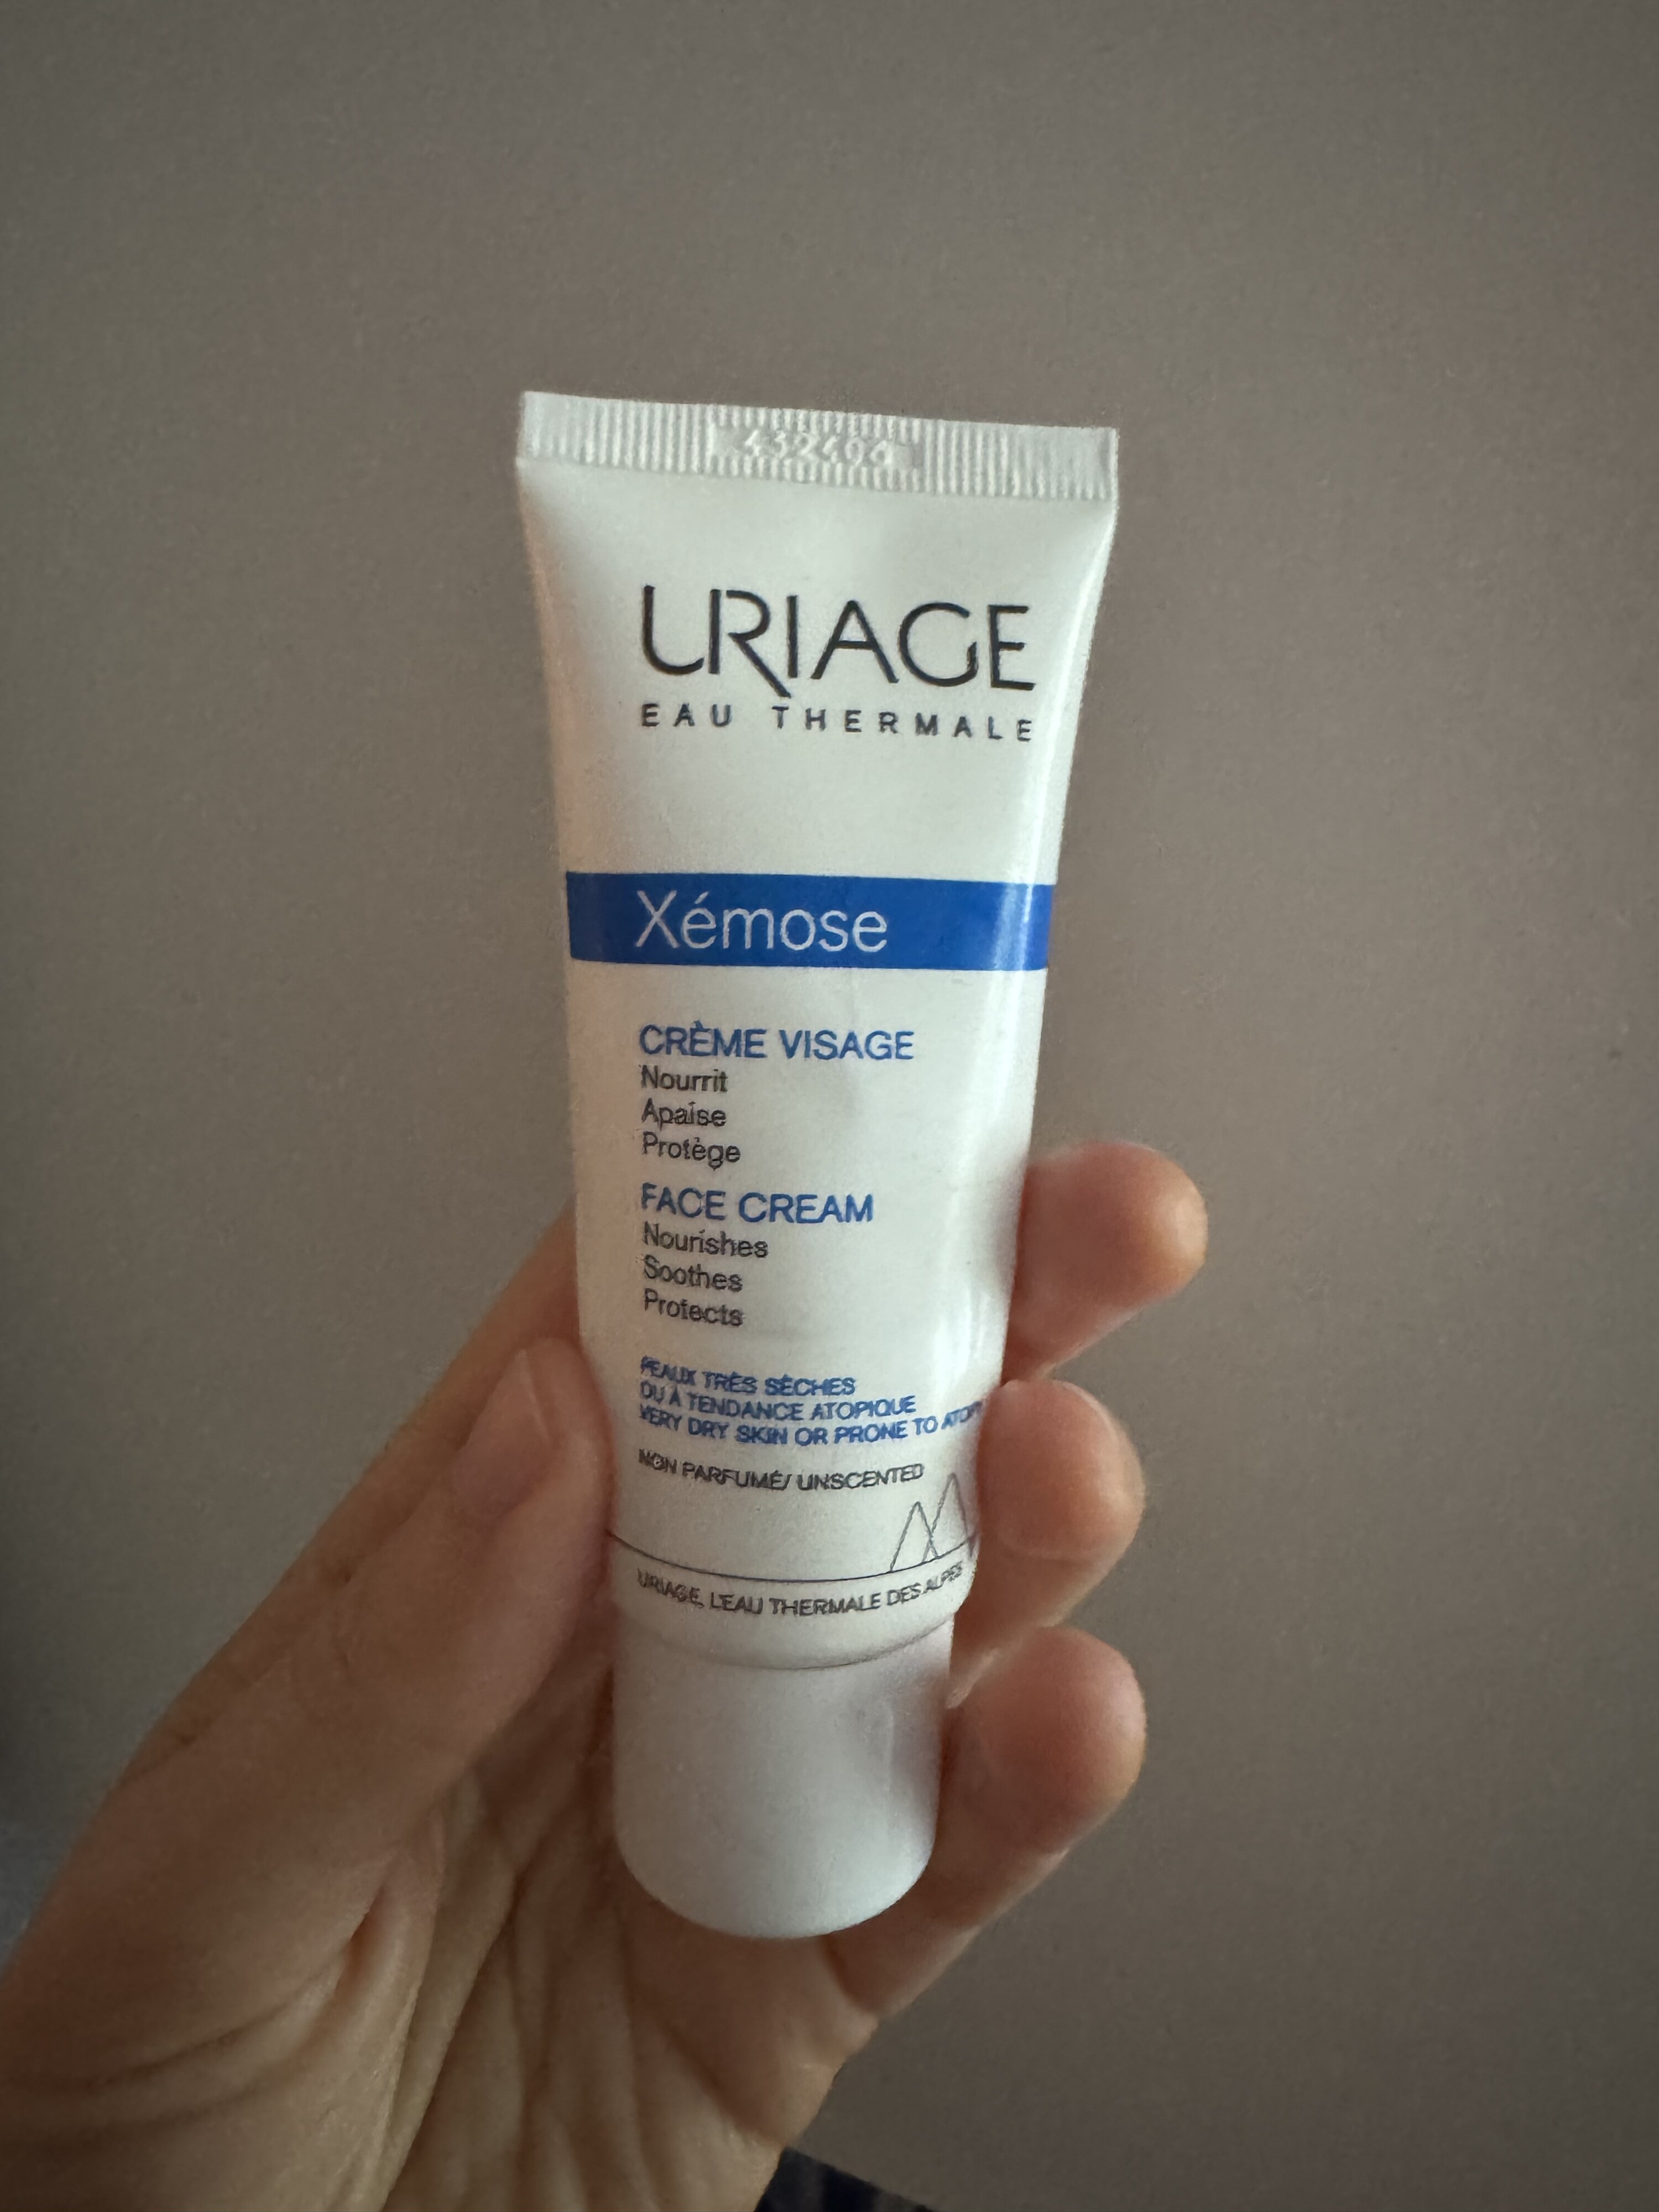 URIAGE
EAU THERMALE
Xémose
CRÈME VISAGE
Nourrit
Apaise
Protège
FACE CREAM
Nourishes
Soothes
Protects
PEAUX TRÈS SÈCHES
OU À TENDANCE ATOPIQUE
VERY DRY SKIN OR PRONE TO
NON PARFUMÉ/ UNSCENTED
URIAGE, L'EAU THERMALE DES ALPES